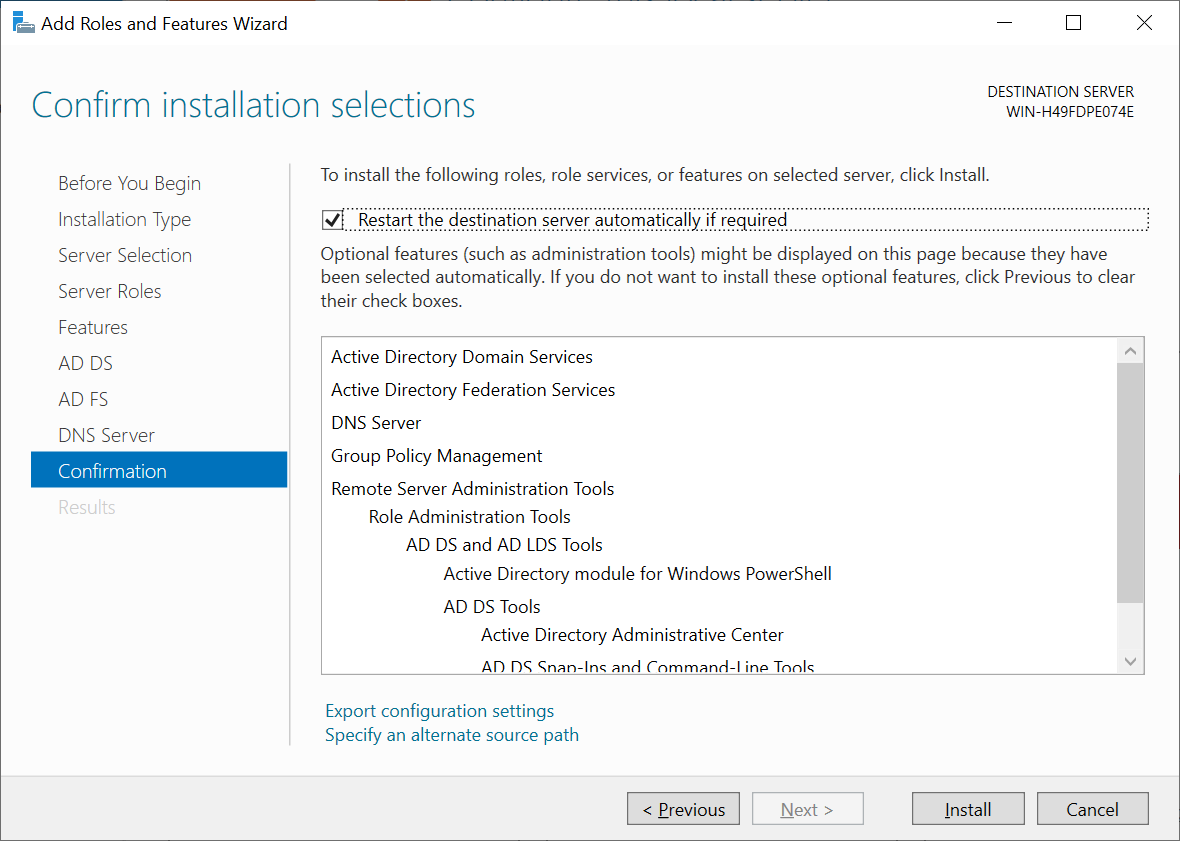 Add Roles and Features Wizard
Confirm installation selections
DESTINATION SERVER
WIN-H49FDPE074E
Before You Begin
Installation Type
Server Selection
Server Roles
Features
AD DS
AD FS
DNS Server
Confirmation
Results
To install the following roles, role services, or features on selected server, click Install.
Restart the destination server automatically if required
Optional features (such as administration tools) might be displayed on this page because they have
been selected automatically. If you do not want to install these optional features, click Previous to clear
their check boxes.
Active Directory Domain Services
Active Directory Federation Services
DNS Server
Group Policy Management
Remote Server Administration Tools
Role Administration Tools
AD DS and AD LDS Tools
Active Directory module for Windows PowerShell
AD DS Tools
Active Directory Administrative Center
AD DS Snap-Ins and Command-Line Tools
Export configuration settings
Specify an alternate source path
< Previous
Next >
Install
Cancel